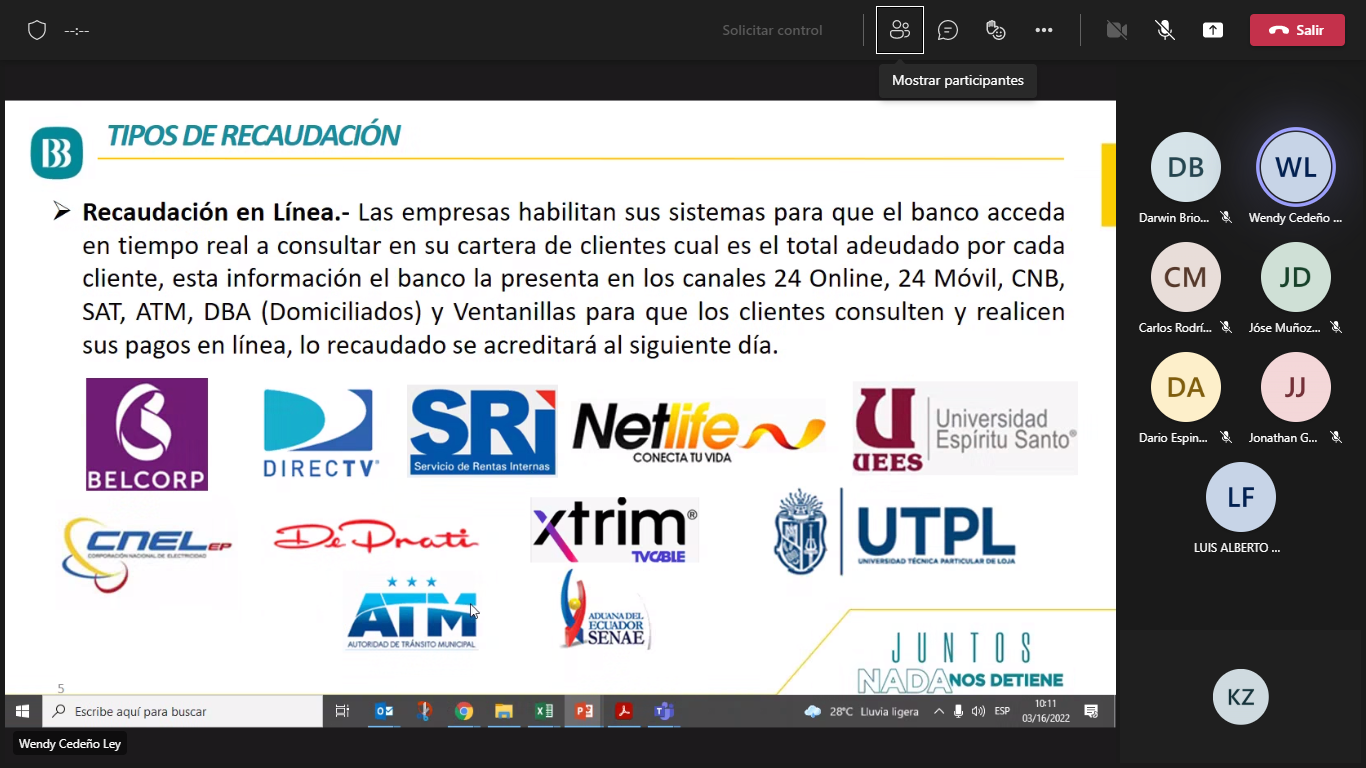 --:--
Solicitar control
Salir
Mostrar participantes
B
TIPOS DE RECAUDACIÓN
➢ Recaudación en Línea.- Las empresas habilitan sus sistemas para que el banco acceda
en tiempo real a consultar en su cartera de clientes cual es el total adeudado por cada
cliente, esta información el banco la presenta en los canales 24 Online, 24 Móvil, CNB,
SAT, ATM, DBA (Domiciliados) y Ventanillas para que los clientes consulten y realicen
sus pagos en línea, lo recaudado se acreditará al siguiente día.
BELCORP
DIRECTV®
SRi
Servicio de Rentas Internas
Netlife
CONECTA TU VIDA
UEES
Universidad
Espíritu Santo®
CNEL EP
CORPORACIÓN NACIONAL DE ELECTRICIDAD
De Prati
xtrim®
TVCABLE
UTPL
UNIVERSIDAD TÉCNICA PARTICULAR DE LOJA
ATM
AUTORIDAD DE TRÁNSITO MUNICIPAL
ADUANA DEL
ECUADOR
SENAE
JUNTOS
NADA NOS DETIENE
5
Escribe aquí para buscar
28°C Lluvia ligera
ESP
10:11
03/16/2022
Wendy Cedeño Ley
DB
Darwin Brio...
WL
Wendy Cedeño ...
CM
Carlos Rodrí...
JD
Jóse Muñoz...
DA
Dario Espin...
JJ
Jonathan G...
LF
LUIS ALBERTO ...
KZ